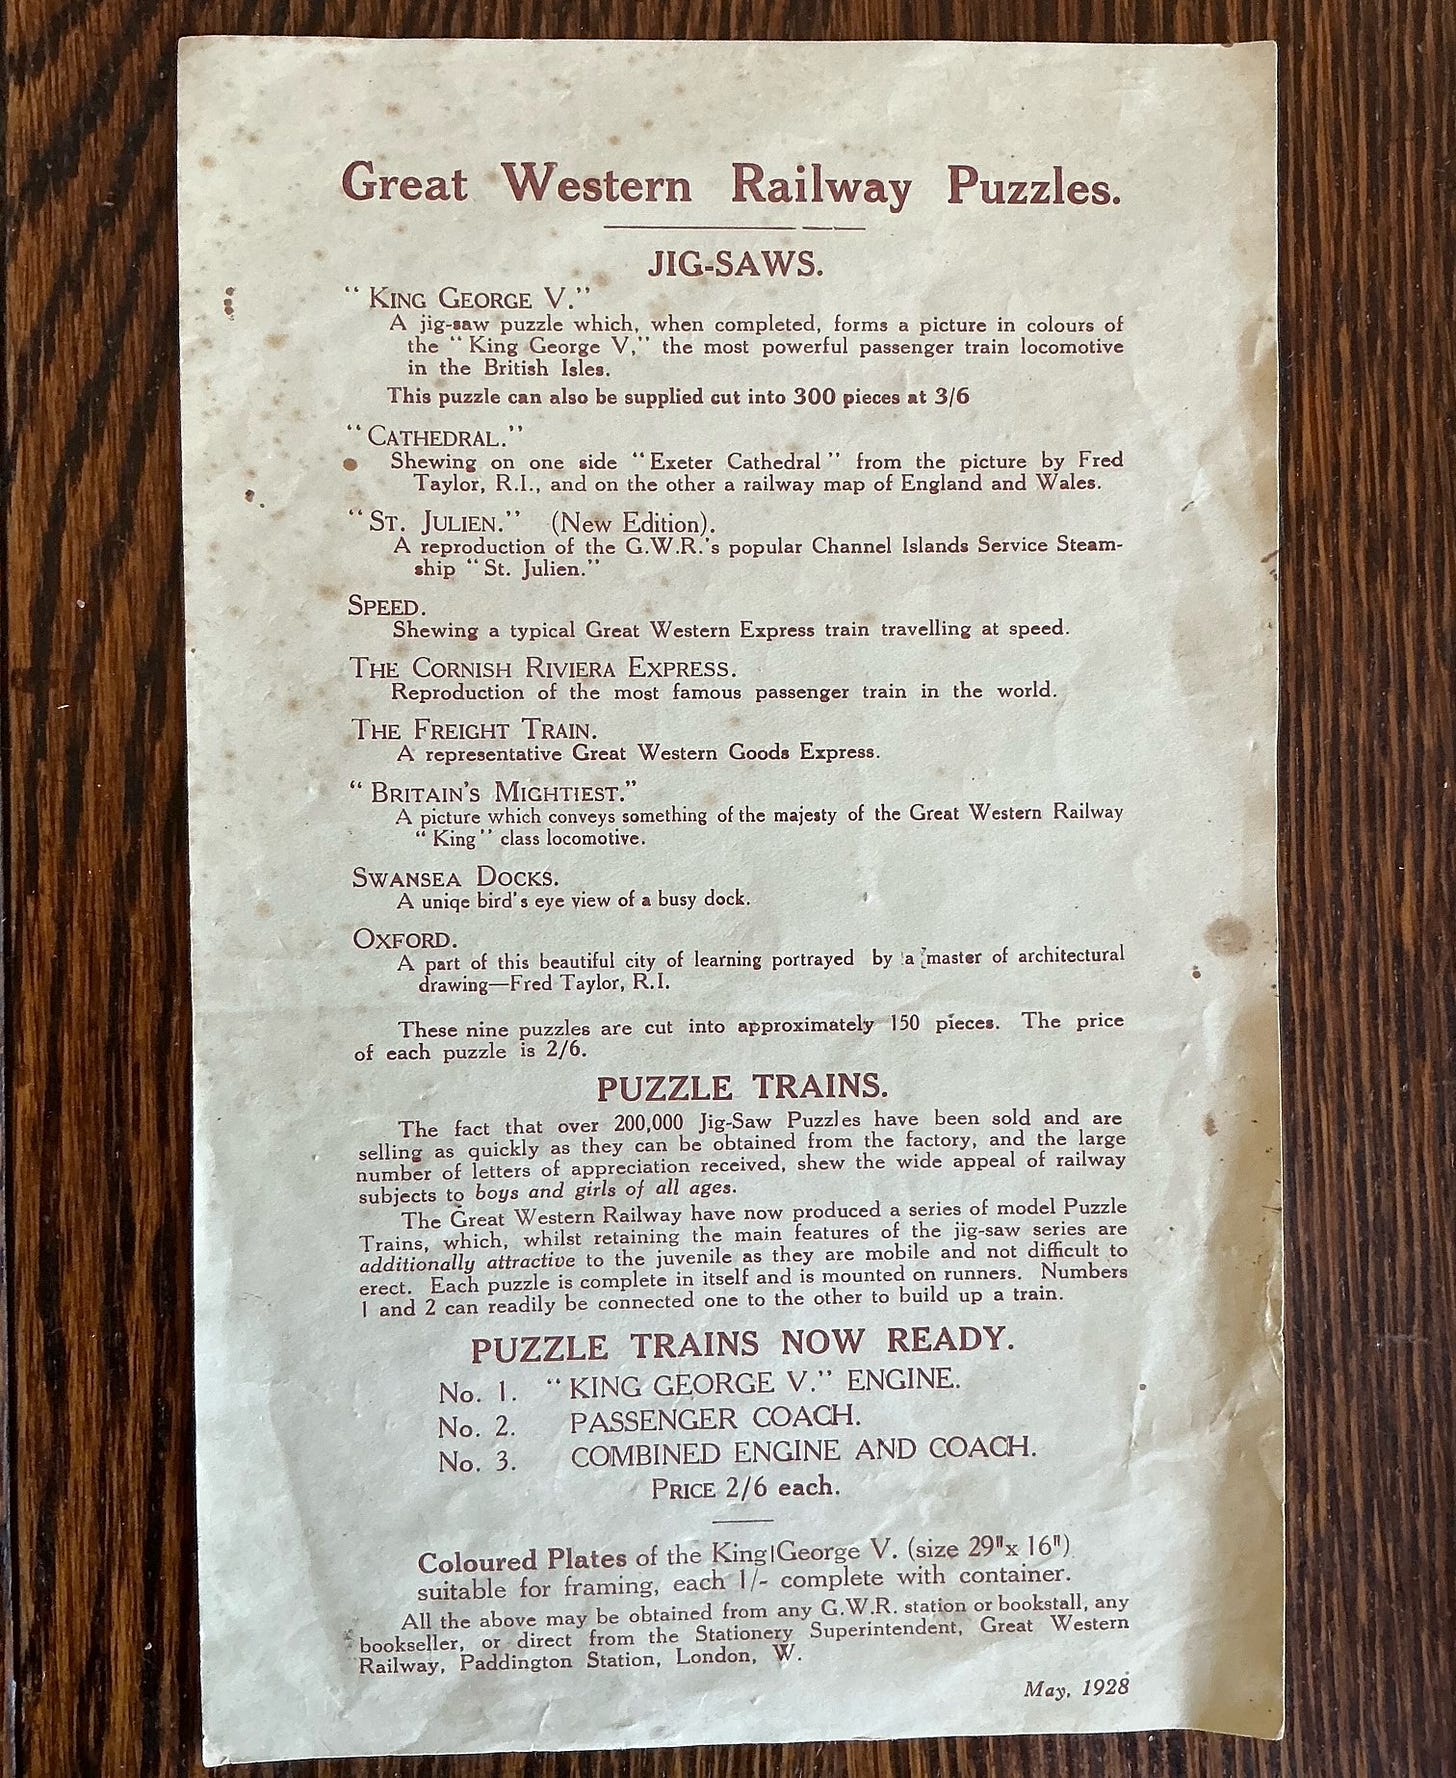 Great Western Railway Puzzles.
JIG-SAWS.
“King George V.”
A jig-saw puzzle which, when completed, forms a picture in colours of
the “King George V,” the most powerful passenger train locomotive
in the British Isles.
This puzzle can also be supplied cut into 300 pieces at 3/6
“Cathedral.”
Shewing on one side “Exeter Cathedral” from the picture by Fred
Taylor, R.I., and on the other a railway map of England and Wales.
“St. Julien.” (New Edition).
A reproduction of the G.W.R.'s popular Channel Islands Service Steam-
ship “St. Julien.”
Speed.
Shewing a typical Great Western Express train travelling at speed.
The Cornish Riviera Express.
Reproduction of the most famous passenger train in the world.
The Freight Train.
A representative Great Western Goods Express.
“Britain's Mightiest.”
A picture which conveys something of the majesty of the Great Western Railway
“King” class locomotive.
Swansea Docks.
A uniqe bird's eye view of a busy dock.
Oxford.
A part of this beautiful city of learning portrayed by a master of architectural
drawing—Fred Taylor, R.I.
These nine puzzles are cut into approximately 150 pieces. The price
of each puzzle is 2/6.
PUZZLE TRAINS.
The fact that over 200,000 Jig-Saw Puzzles have been sold and are
selling as quickly as they can be obtained from the factory, and the large
number of letters of appreciation received, shew the wide appeal of railway
subjects to boys and girls of all ages.
The Great Western Railway have now produced a series of model Puzzle
Trains, which, whilst retaining the main features of the jig-saw series are
additionally attractive to the juvenile as they are mobile and not difficult to
erect. Each puzzle is complete in itself and is mounted on runners. Numbers
1 and 2 can readily be connected one to the other to build up a train.
PUZZLE TRAINS NOW READY.
No. 1. “KING GEORGE V.” ENGINE.
No. 2. PASSENGER COACH.
No. 3. COMBINED ENGINE AND COACH.
Price 2/6 each.
Coloured Plates of the King George V. (size 29"x 16")
suitable for framing, each 1/- complete with container.
All the above may be obtained from any G.W.R. station or bookstall, any
bookseller, or direct from the Stationery Superintendent, Great Western
Railway, Paddington Station, London, W.
May, 1928